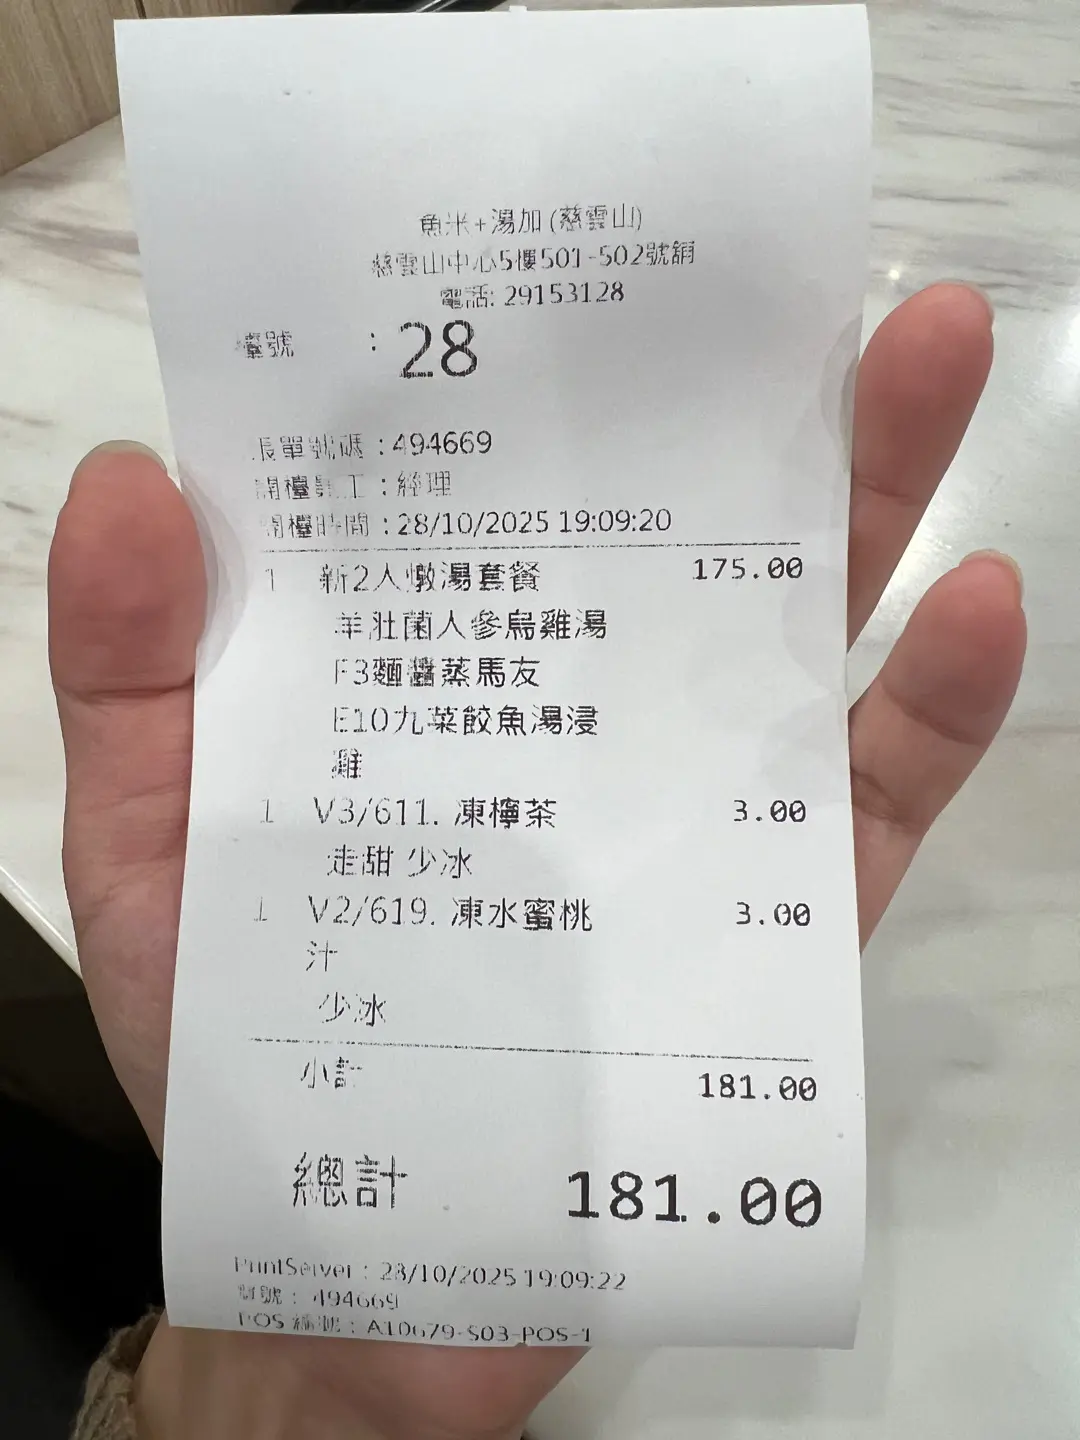 魚米+湯加 (慈雲山)
慈雲山中心5樓501-502號舖
電話: 29153128
檯號 : 28
賬單號碼 : 494669
開檯員工 : 經理
開檯時間 : 28/10/2025 19:09:20
1 新2人燉湯套餐 175.00
羊肚菌人參烏雞湯
F3麵醬蒸馬友
E10九菜餃魚湯浸
雞
1 V3/611. 凍檸茶 3.00
走甜 少冰
1 V2/619. 凍水蜜桃 3.00
汁
少冰
小計 181.00
總計 181.00
PrintServer : 28/10/2025 19:09:22
單號 : 494669
POS 編號 : A10679-S03-POS-1